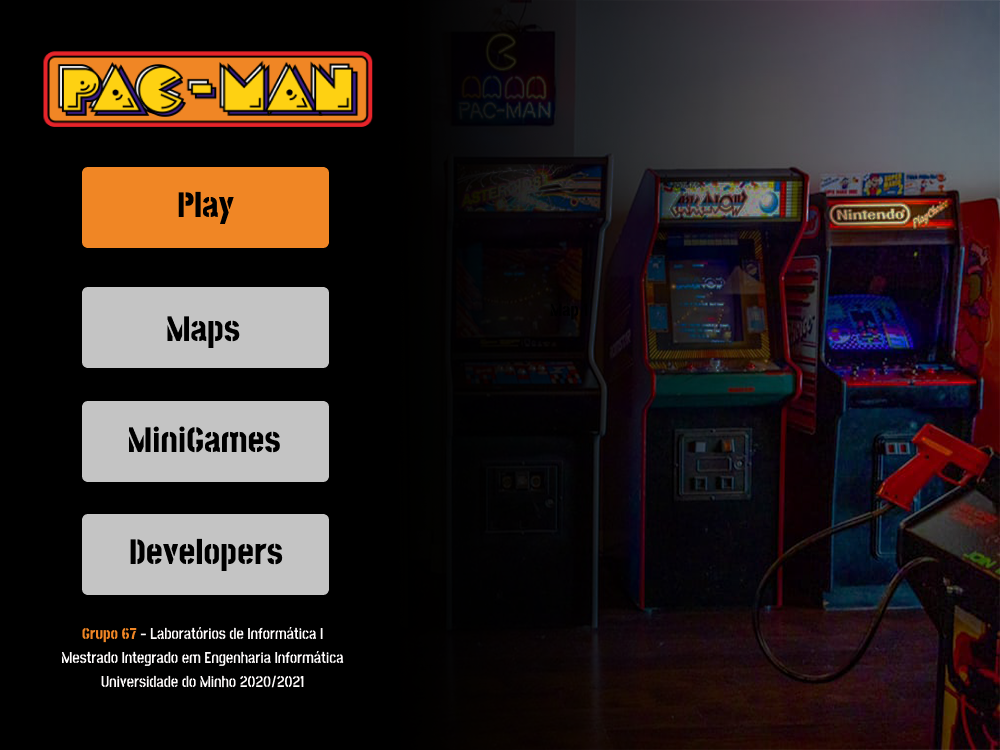 PAC-MAN
Play
Maps
MiniGames
Developers
Grupo 67 - Laboratórios de Informática I
Mestrado Integrado em Engenharia Informática
Universidade do Minho 2020/2021
PAC-MAN
ASTEROIDS
ARKANOID
Nintendo
PlayChoice